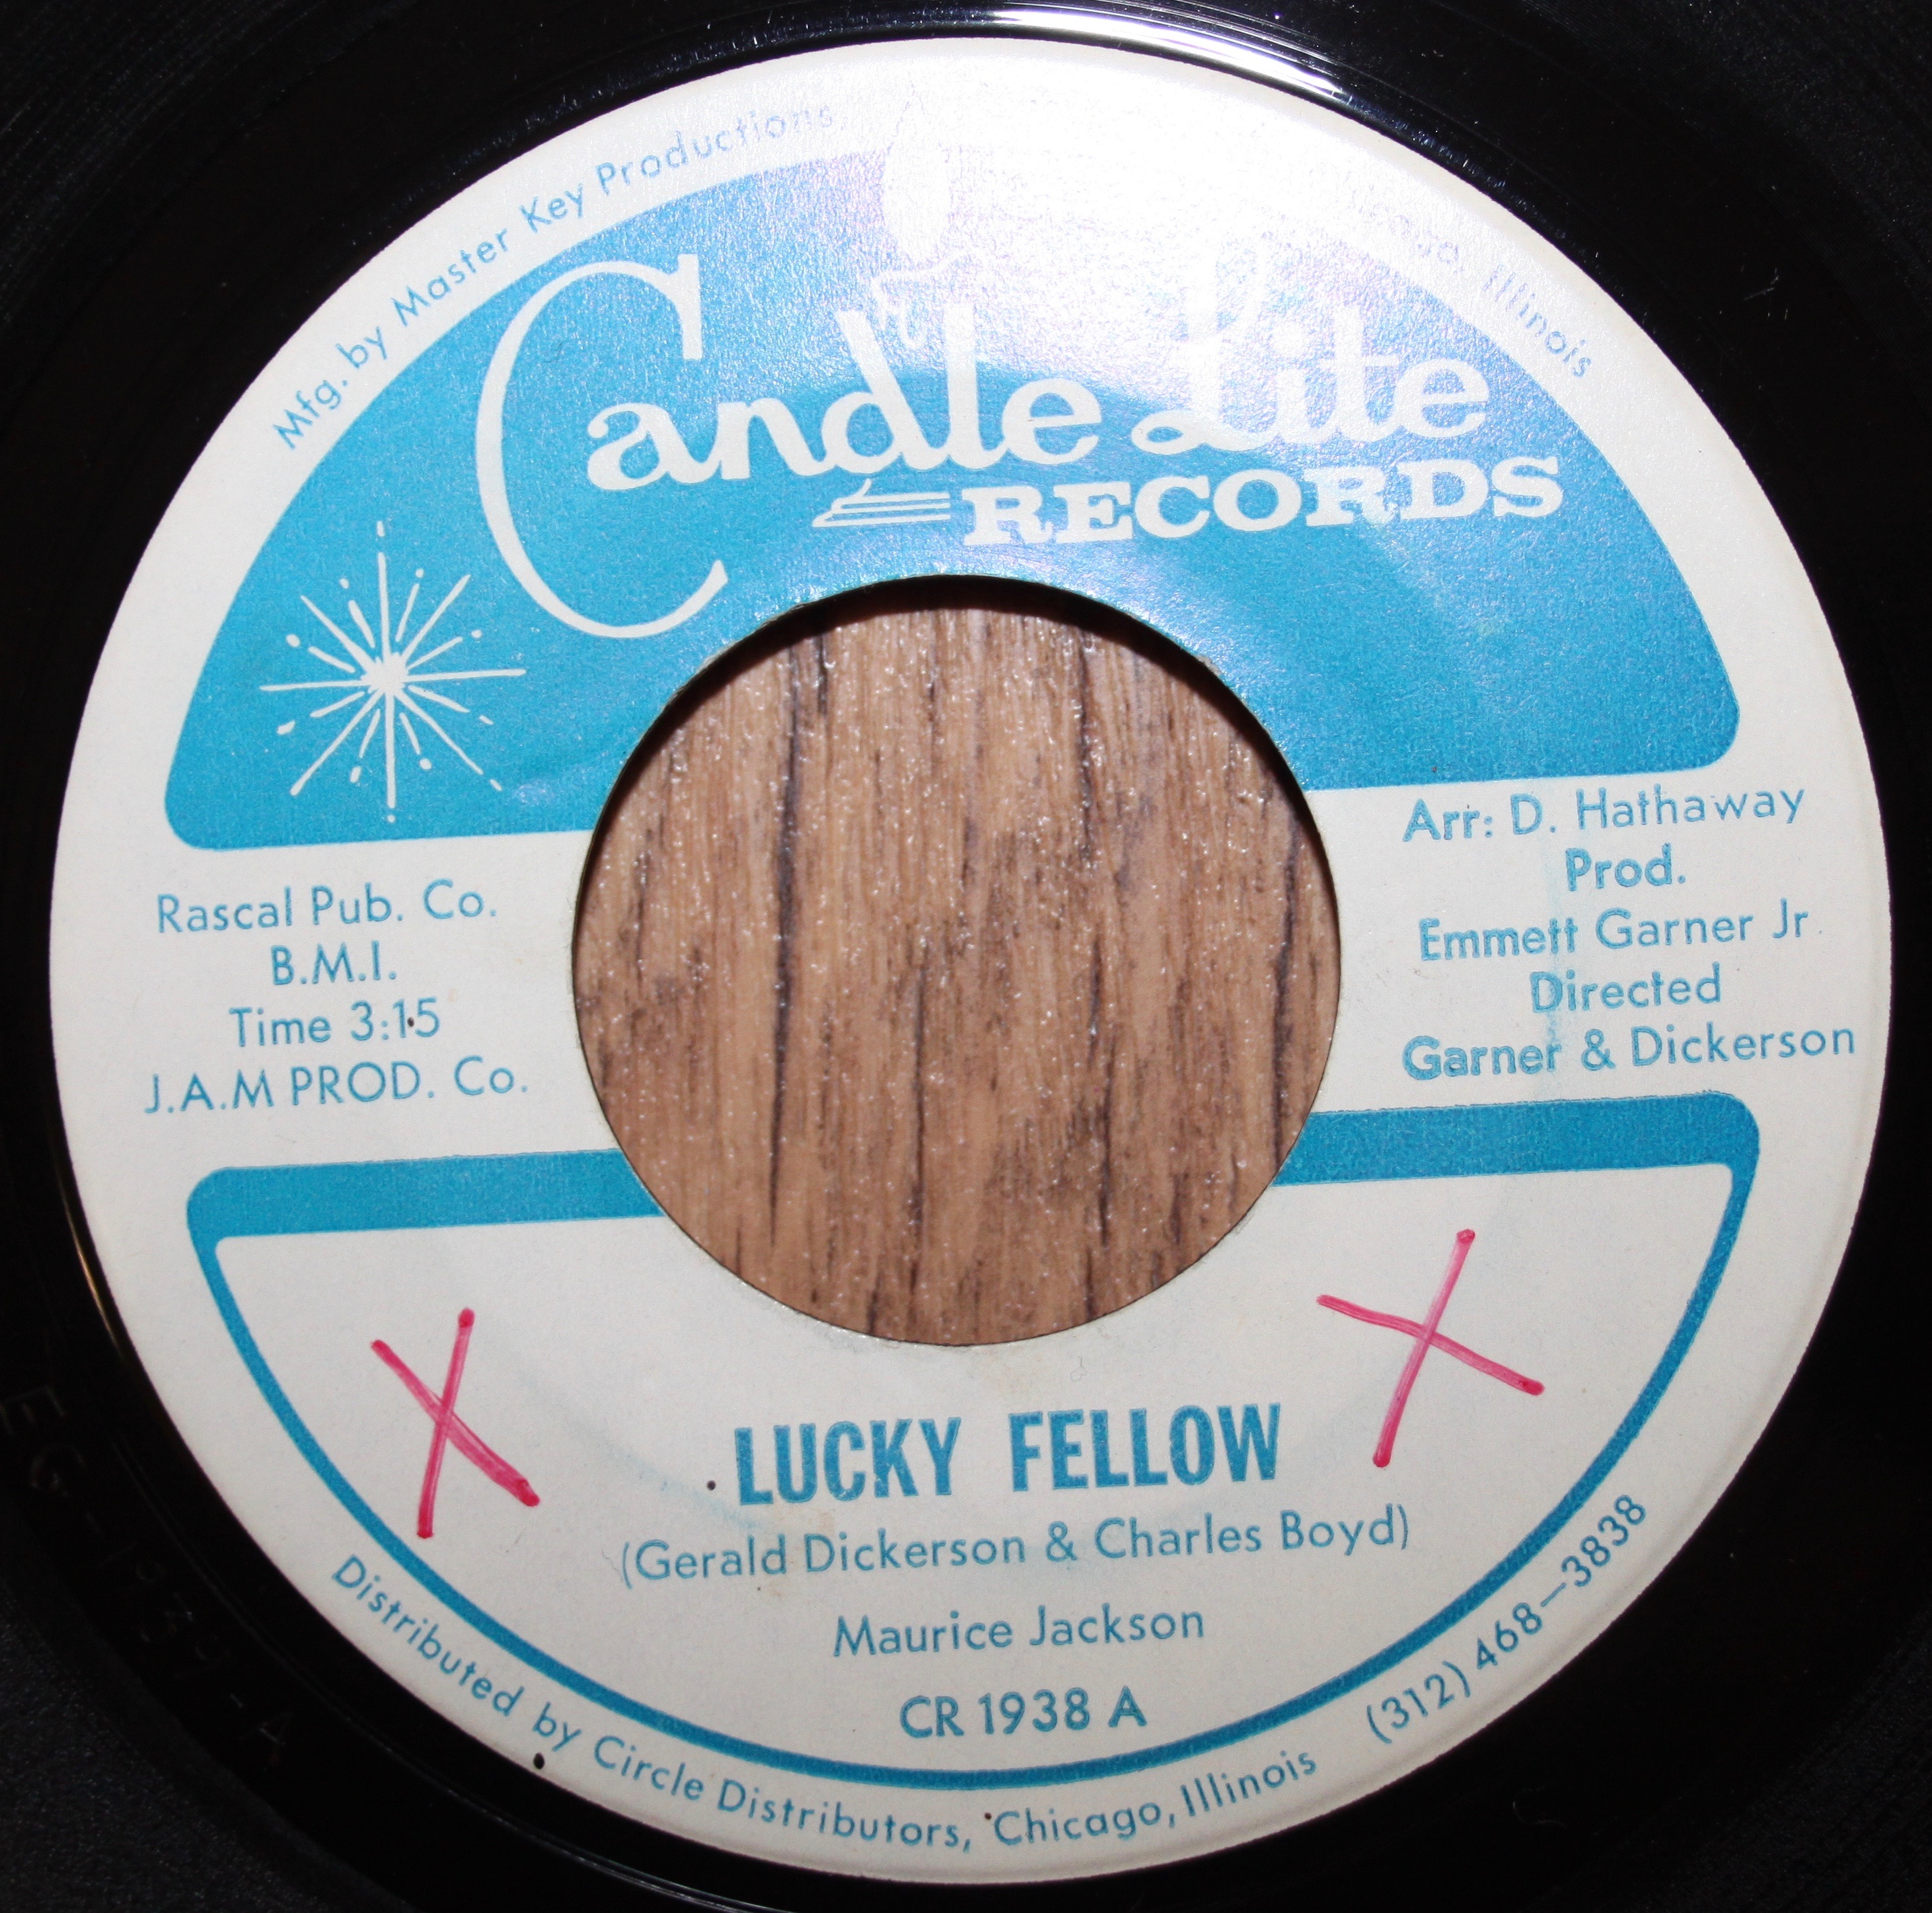 Mfg. by Master Key Productions,
Illinois
Candle Lite
RECORDS
Rascal Pub. Co.
B.M.I.
Time 3:15
J.A.M PROD. Co.
Arr: D. Hathaway
Prod.
Emmett Garner Jr.
Directed
Garner & Dickerson
X X
LUCKY FELLOW
(Gerald Dickerson & Charles Boyd)
Maurice Jackson
CR 1938 A
Distributed by Circle Distributors, Chicago, Illinois (312) 468-3838